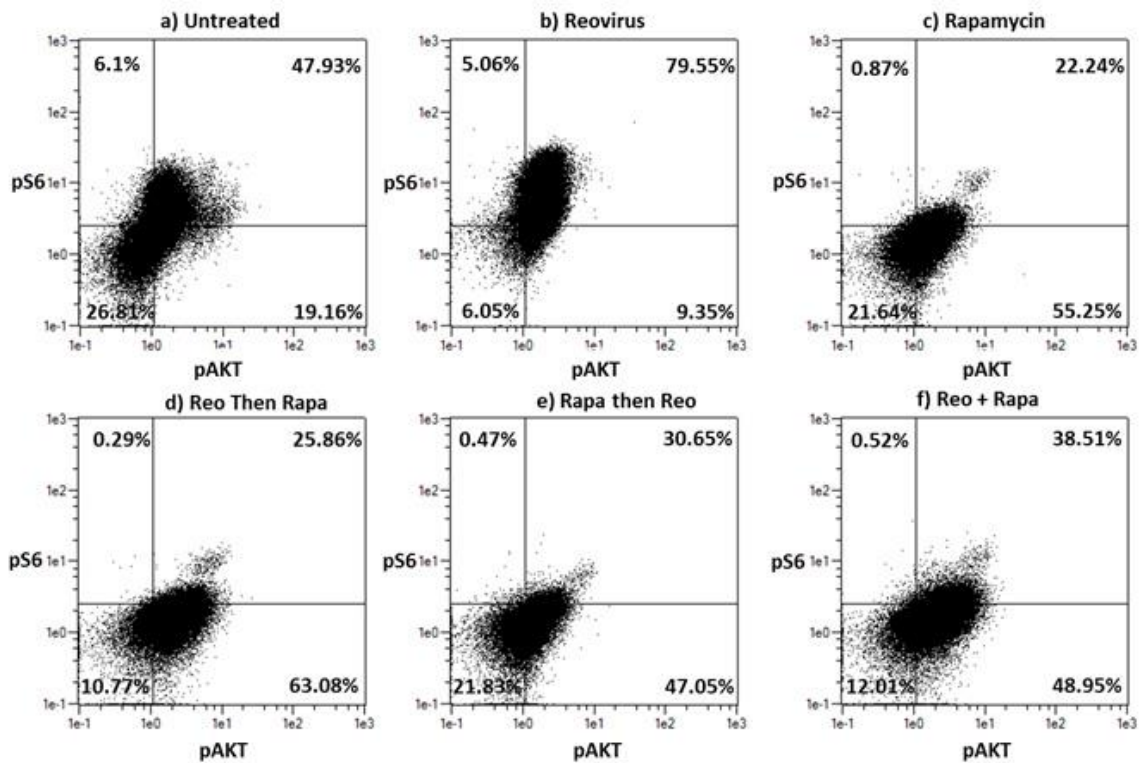 a) Untreated
b) Reovirus
c) Rapamycin
1e3
6.1%
47.93%
1e2
pS6
1e1
1e0
26.81%
19.16%
1e-1
1e-1
1e0
1e1
1e2
1e3
pAKT
1e3
5.06%
79.55%
1e2
pS6
1e1
1e0
6.05%
9.35%
1e-1
1e-1
1e0
1e1
1e2
1e3
pAKT
1e3
0.87%
22.24%
1e2
pS6
1e1
1e0
21.64%
55.25%
1e-1
1e-1
1e0
1e1
1e2
1e3
pAKT
d) Reo Then Rapa
e) Rapa then Reo
f) Reo + Rapa
1e3
0.29%
25.86%
1e2
pS6
1e1
1e0
10.77%
63.08%
1e-1
1e-1
1e0
1e1
1e2
1e3
pAKT
1e3
0.47%
30.65%
1e2
pS6
1e1
1e0
21.83%
47.05%
1e-1
1e-1
1e0
1e1
1e2
1e3
pAKT
1e3
0.52%
38.51%
1e2
pS6
1e1
1e0
12.01%
48.95%
1e-1
1e-1
1e0
1e1
1e2
1e3
pAKT